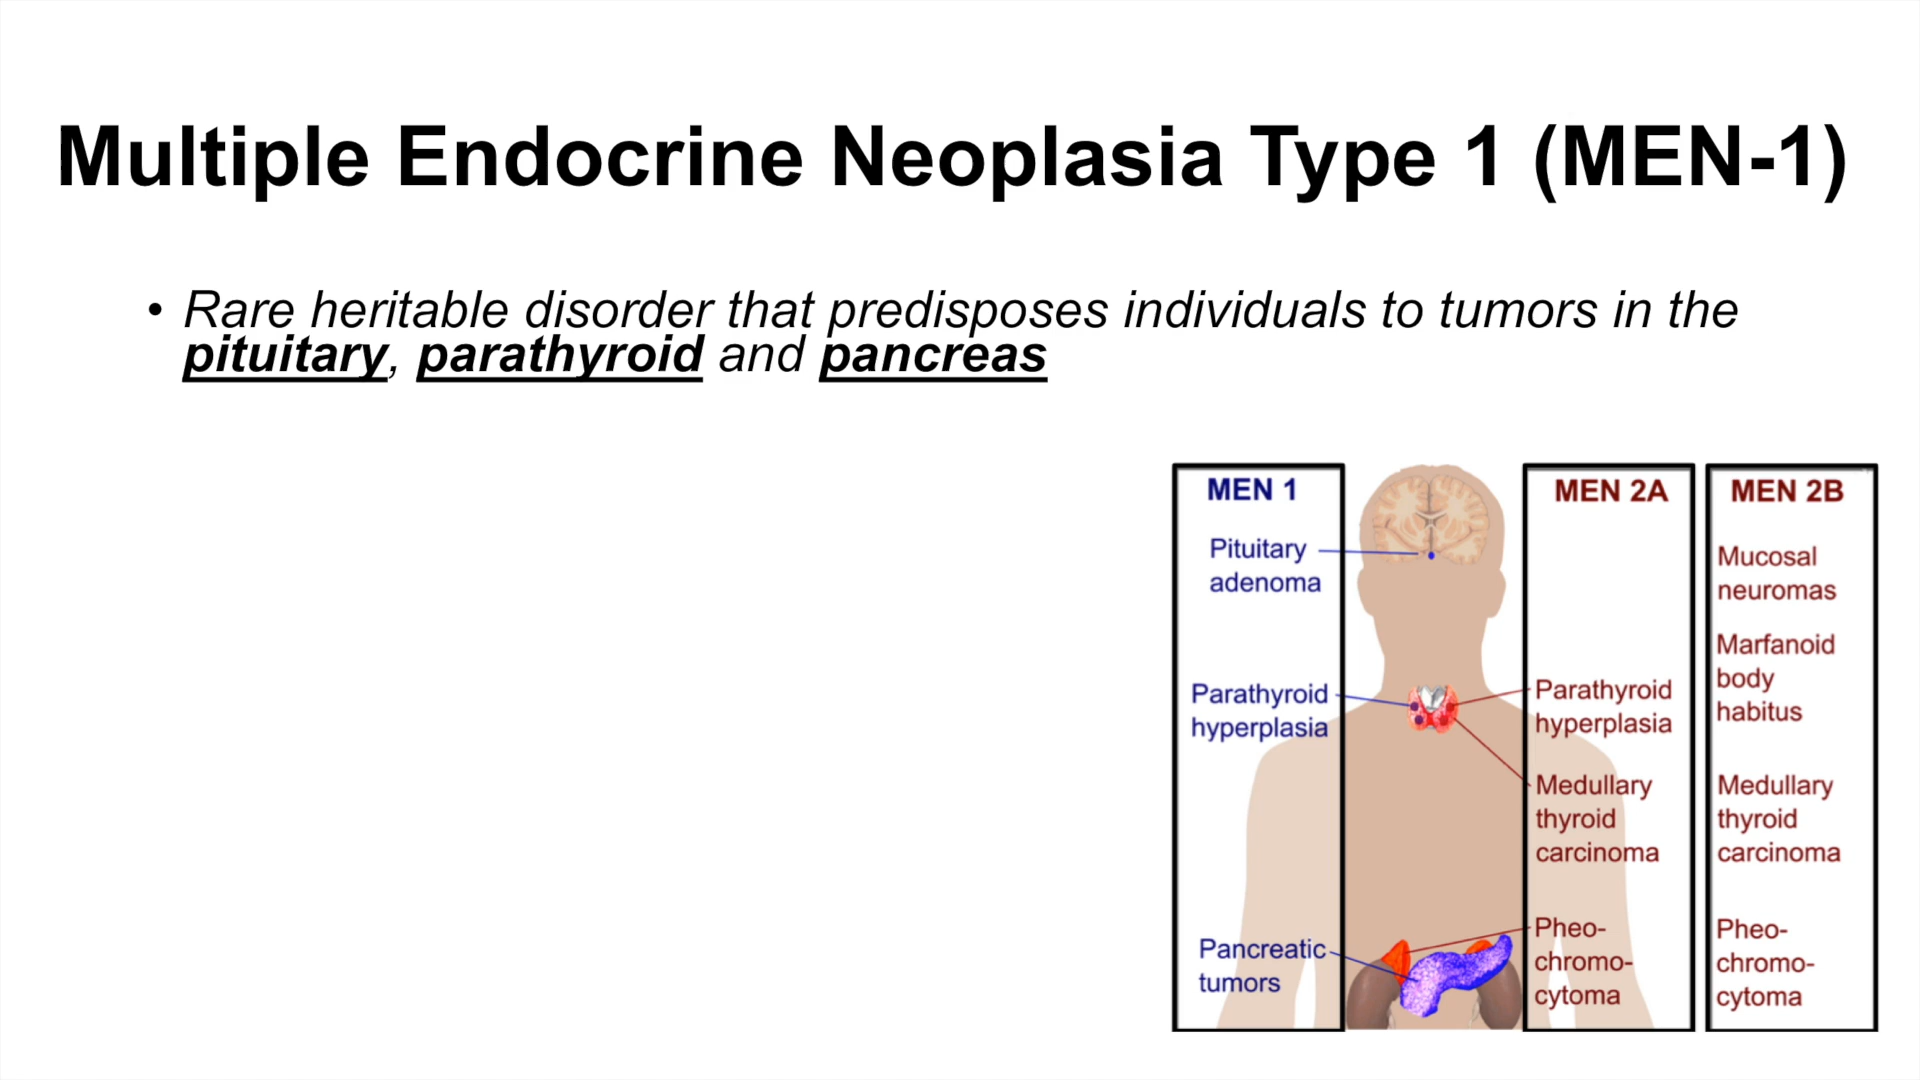 Multiple Endocrine Neoplasia Type 1 (MEN-1)
• Rare heritable disorder that predisposes individuals to tumors in the
pituitary, parathyroid and pancreas
MEN 1
Pituitary
adenoma
Parathyroid
hyperplasia
Pancreatic
tumors
MEN 2A
Parathyroid
hyperplasia
Medullary
thyroid
carcinoma
Pheo-
chromo-
cytoma
MEN 2B
Mucosal
neuromas
Marfanoid
body
habitus
Medullary
thyroid
carcinoma
Pheo-
chromo-
cytoma